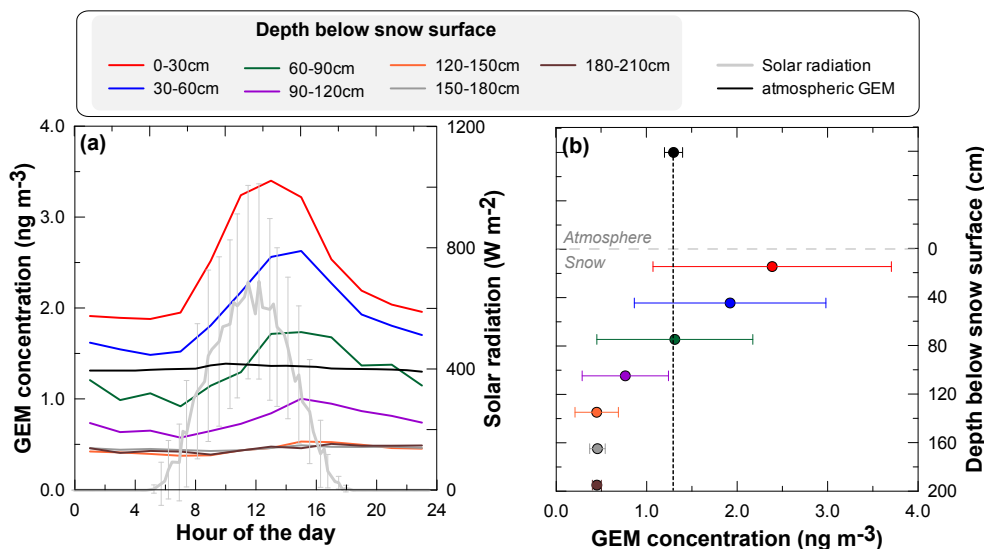 Depth below snow surface
0-30cm
60-90cm
120-150cm
180-210cm
Solar radiation
30-60cm
90-120cm
150-180cm
atmospheric GEM
(a)
GEM concentration (ng m-3)
4.0
3.0
2.0
1.0
0.0
0
4
8
12
16
20
24
Hour of the day
1200
800
400
0
Solar radiation (W m-2)
(b)
Atmosphere
Snow
0.0
1.0
2.0
3.0
4.0
GEM concentration (ng m-3)
0
40
80
120
160
200
Depth below snow surface (cm)